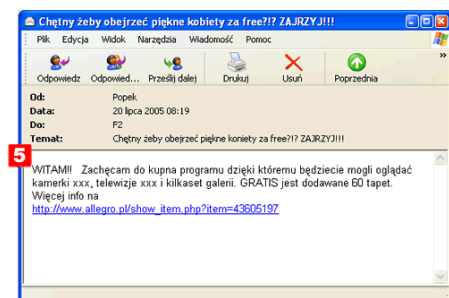 Chętny żeby obejrzeć piękne kobiety za free?!? ZAJRZYJ!!!
Plik Edycja Widok Narzędzia Wiadomość Pomoc
Odpowiedz Odpowied... Prześlij dalej Drukuj Usuń Poprzednia »
Od: Popek
Data: 20 lipca 2005 08:19
Do: F2
Temat: Chętny żeby obejrzeć piękne koniety za free?!? ZAJRZYJ!!!
5
WITAM!! Zachęcam do kupna programu dzięki któremu będziecie mogli oglądać
kamerki xxx, telewizje xxx i kilkaset galerii. GRATIS jest dodawane 60 tapet.
Więcej info na
http://www.allegro.pl/show_item.php?item=43605197